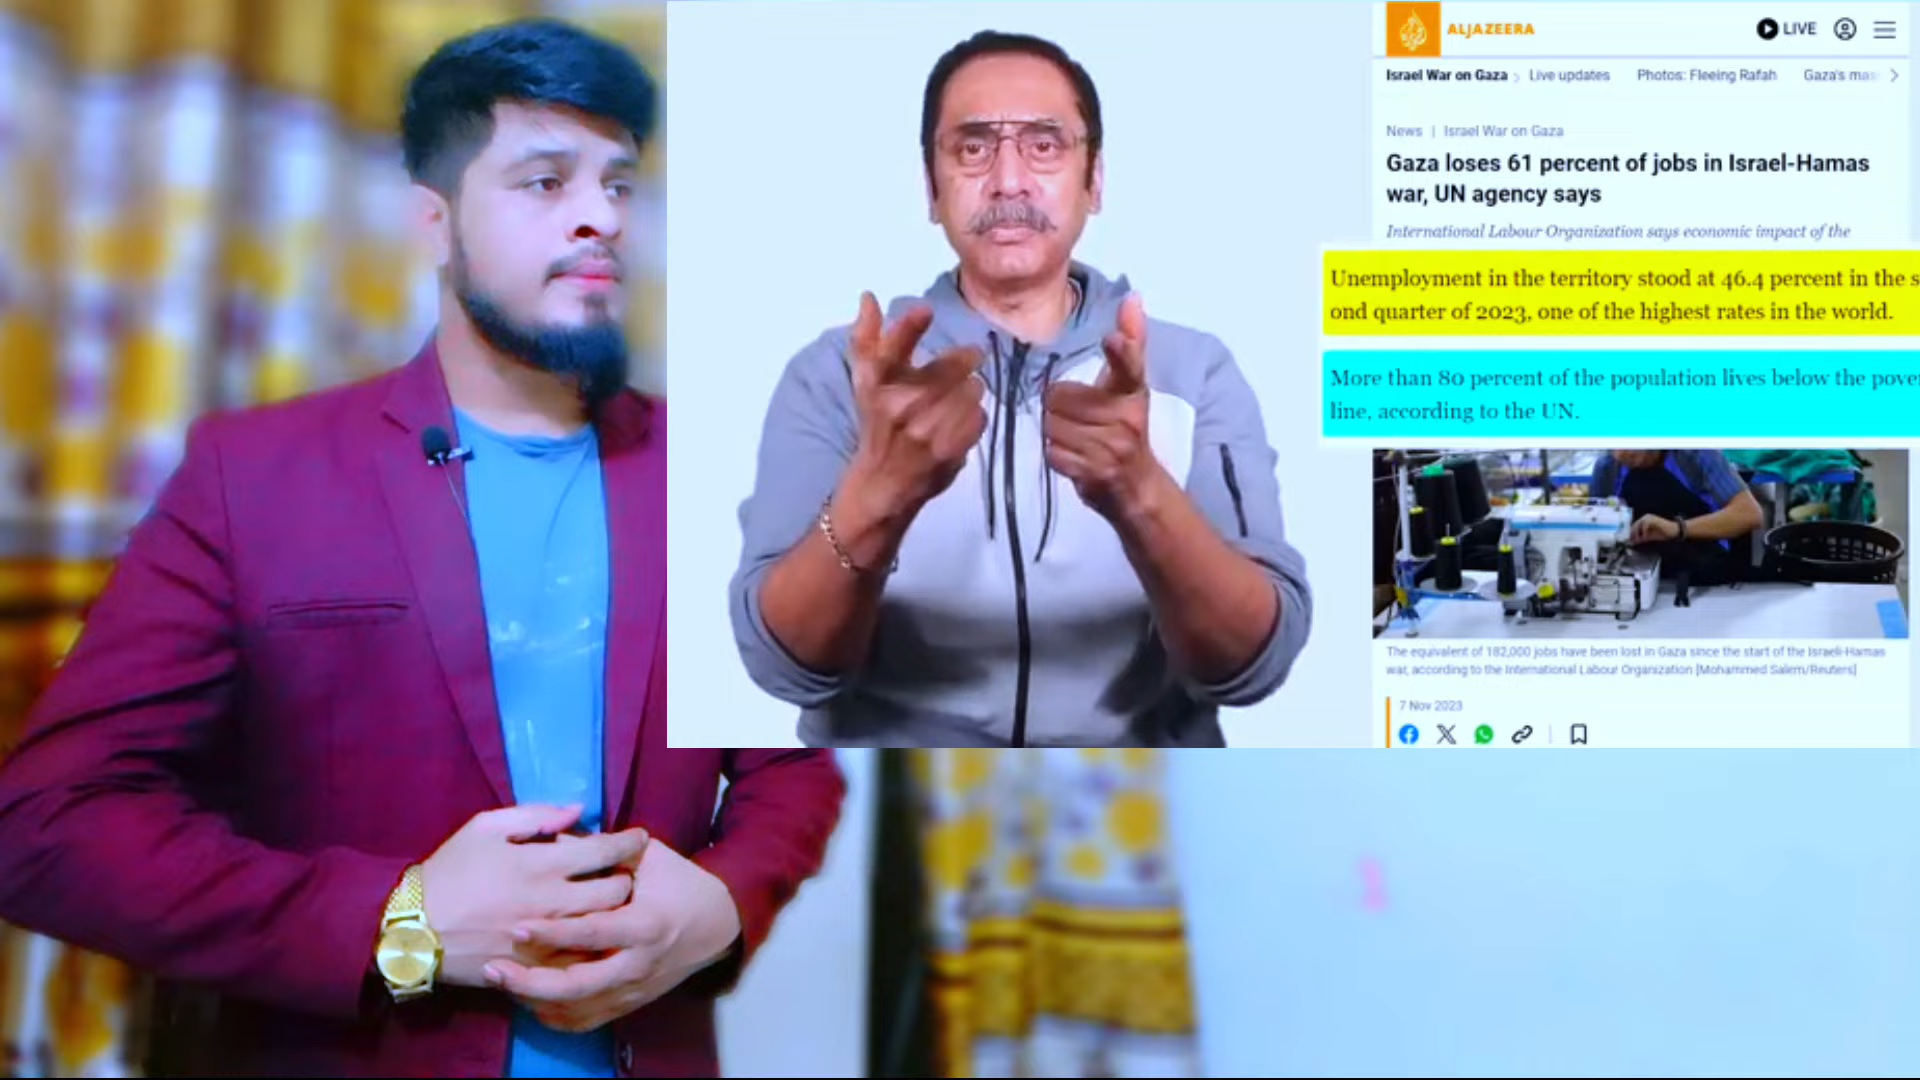 ALJAZEERA
LIVE
Israel War on Gaza
Live updates
Photos: Fleeing Rafah
Gaza's mas
News | Israel War on Gaza
Gaza loses 61 percent of jobs in Israel-Hamas
war, UN agency says
International Labour Organization says economic impact of the
Unemployment in the territory stood at 46.4 percent in the s
ond quarter of 2023, one of the highest rates in the world.
More than 80 percent of the population lives below the pover
line, according to the UN.
The equivalent of 182,000 jobs have been lost in Gaza since the start of the Israeli-Hamas
war, according to the International Labour Organization [Mohammed Salem/Reuters]
7 Nov 2023